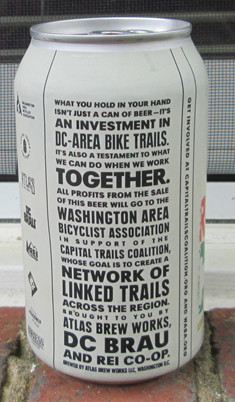 WHAT YOU HOLD IN YOUR HAND
ISN'T JUST A CAN OF BEER—IT'S
AN INVESTMENT IN
DC-AREA BIKE TRAILS.
IT'S ALSO A TESTAMENT TO WHAT
WE CAN DO WHEN WE WORK
TOGETHER.
ALL PROFITS FROM THE SALE
OF THIS BEER WILL GO TO THE
WASHINGTON AREA
BICYCLIST ASSOCIATION
IN SUPPORT OF THE
CAPITAL TRAILS COALITION,
WHOSE GOAL IS TO CREATE A
NETWORK OF
LINKED TRAILS
ACROSS THE REGION.
BROUGHT TO YOU BY
ATLAS BREW WORKS,
DC BRAU
AND REI CO-OP.
BREWED BY ATLAS BREW WORKS LLC, WASHINGTON D.C.
GET INVOLVED AT CAPITALTRAILSCOALITION.ORG AND WABA.ORG
ATLAS